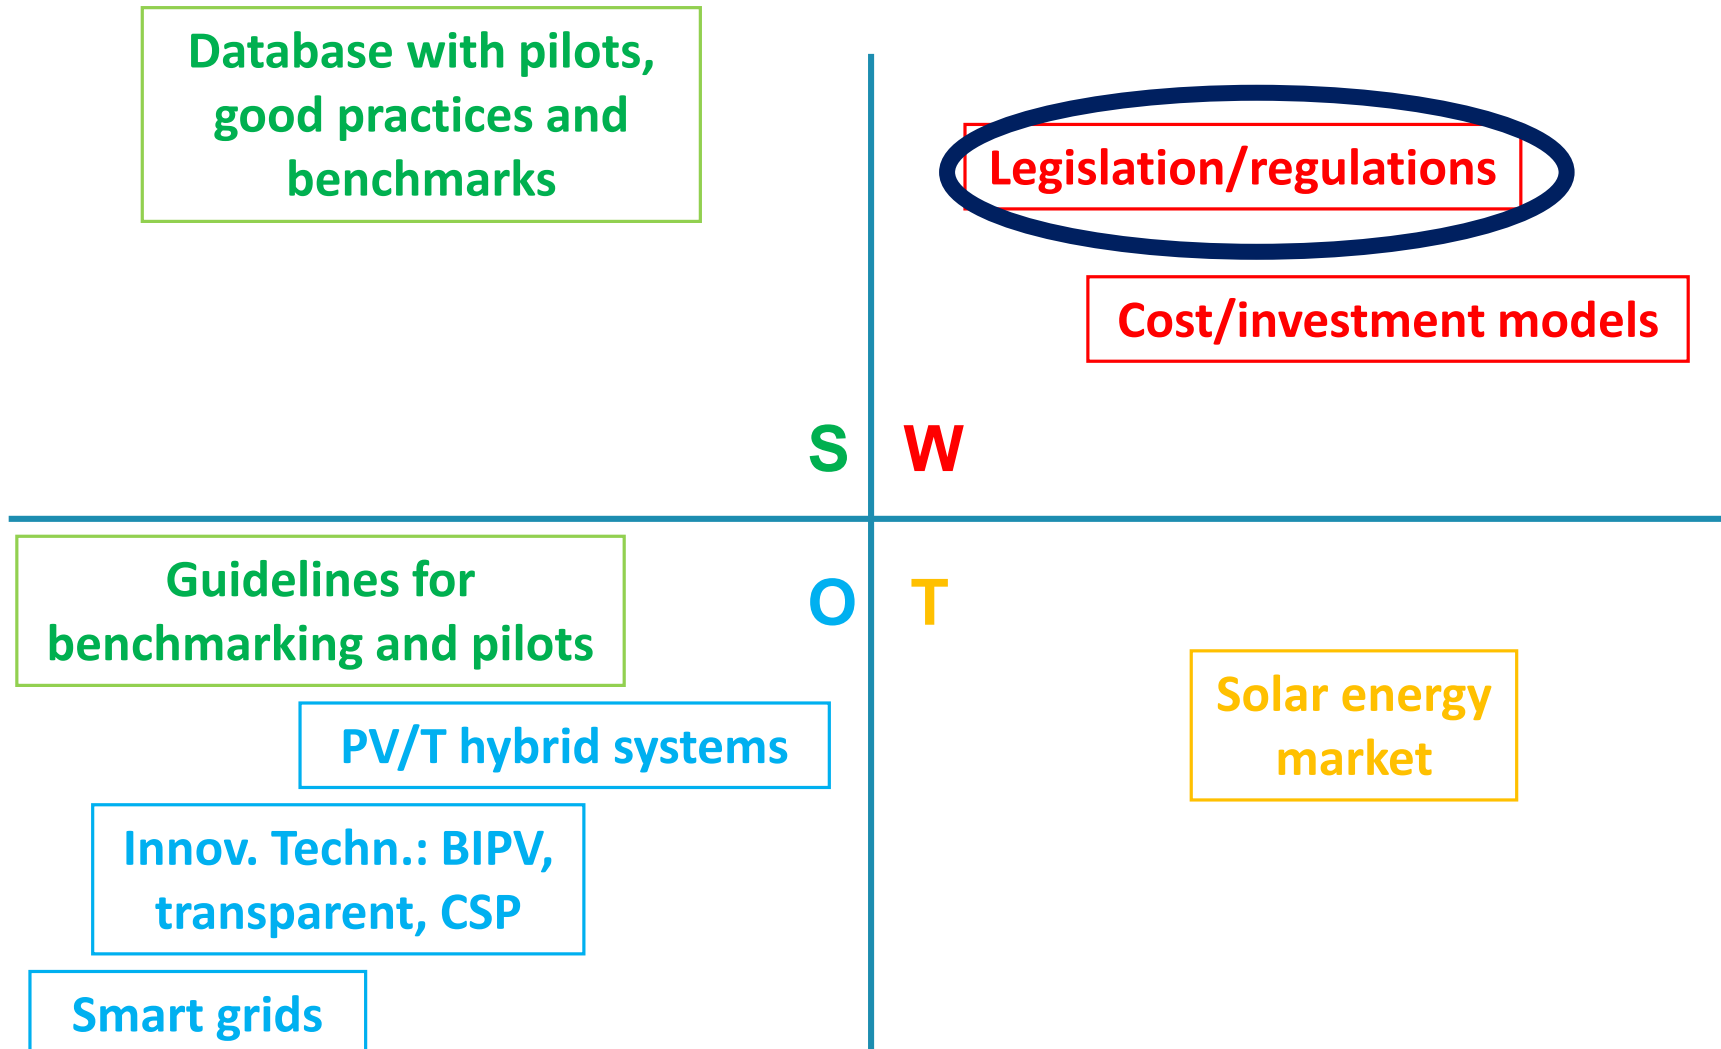 Database with pilots,
good practices and
benchmarks
Legislation/regulations
Cost/investment models
S
W
Guidelines for
benchmarking and pilots
O
T
PV/T hybrid systems
Innov. Techn.: BIPV,
transparent, CSP
Smart grids
Solar energy
market